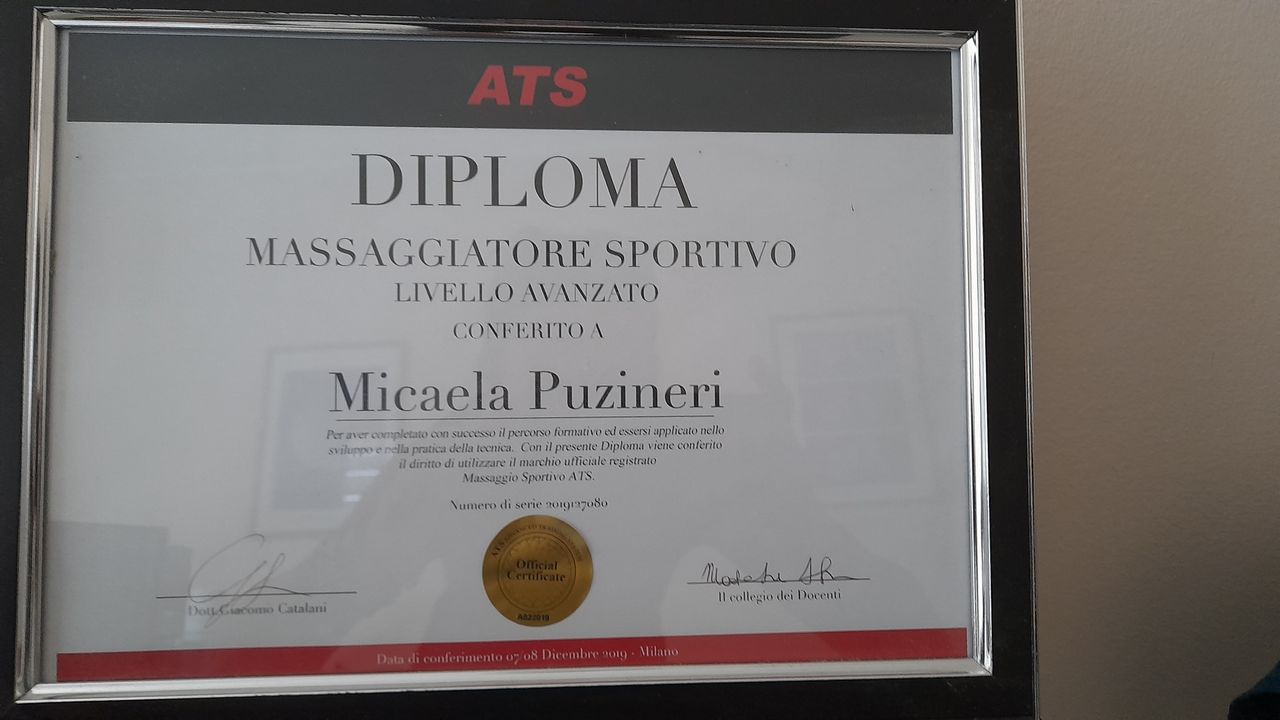 ATS
DIPLOMA
MASSAGGIATORE SPORTIVO
LIVELLO AVANZATO
CONFERITO A
Micaela Puzineri
Per aver completato con successo il percorso formativo ed essersi applicato nello
sviluppo e nella pratica della tecnica. Con il presente Diploma viene conferito
il diritto di utilizzare il marchio ufficiale registrato
Massaggio Sportivo ATS.
Numero di serie 2019127080
Official
Certificate
AS22019
Dott. Giacomo Catalani
Il collegio dei Docenti
Data di conferimento 07/08 Dicembre 2019 - Milano